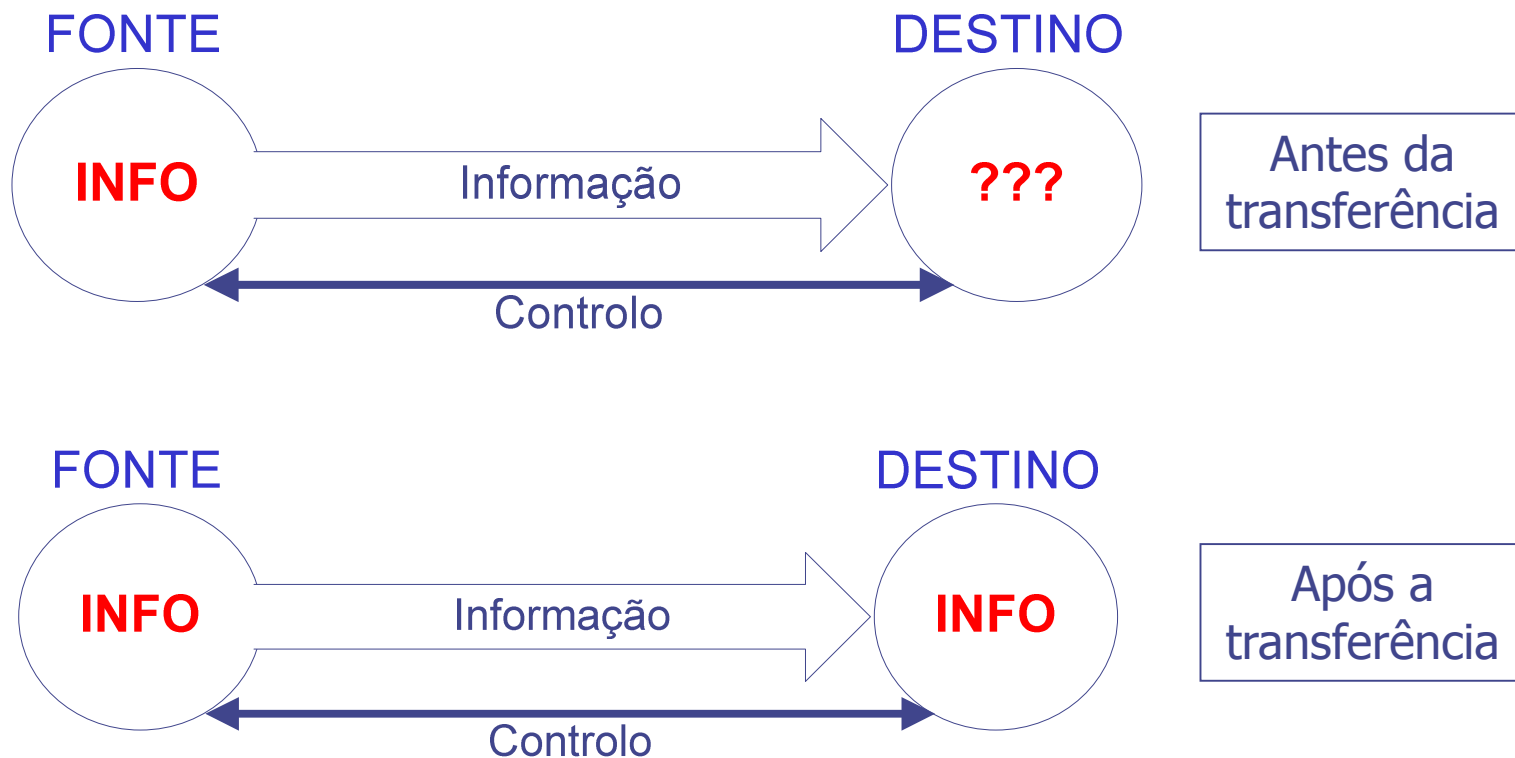 FONTE
DESTINO
INFO
Informação
???
Antes da
transferência
Controlo
FONTE
DESTINO
INFO
Informação
INFO
Após a
transferência
Controlo